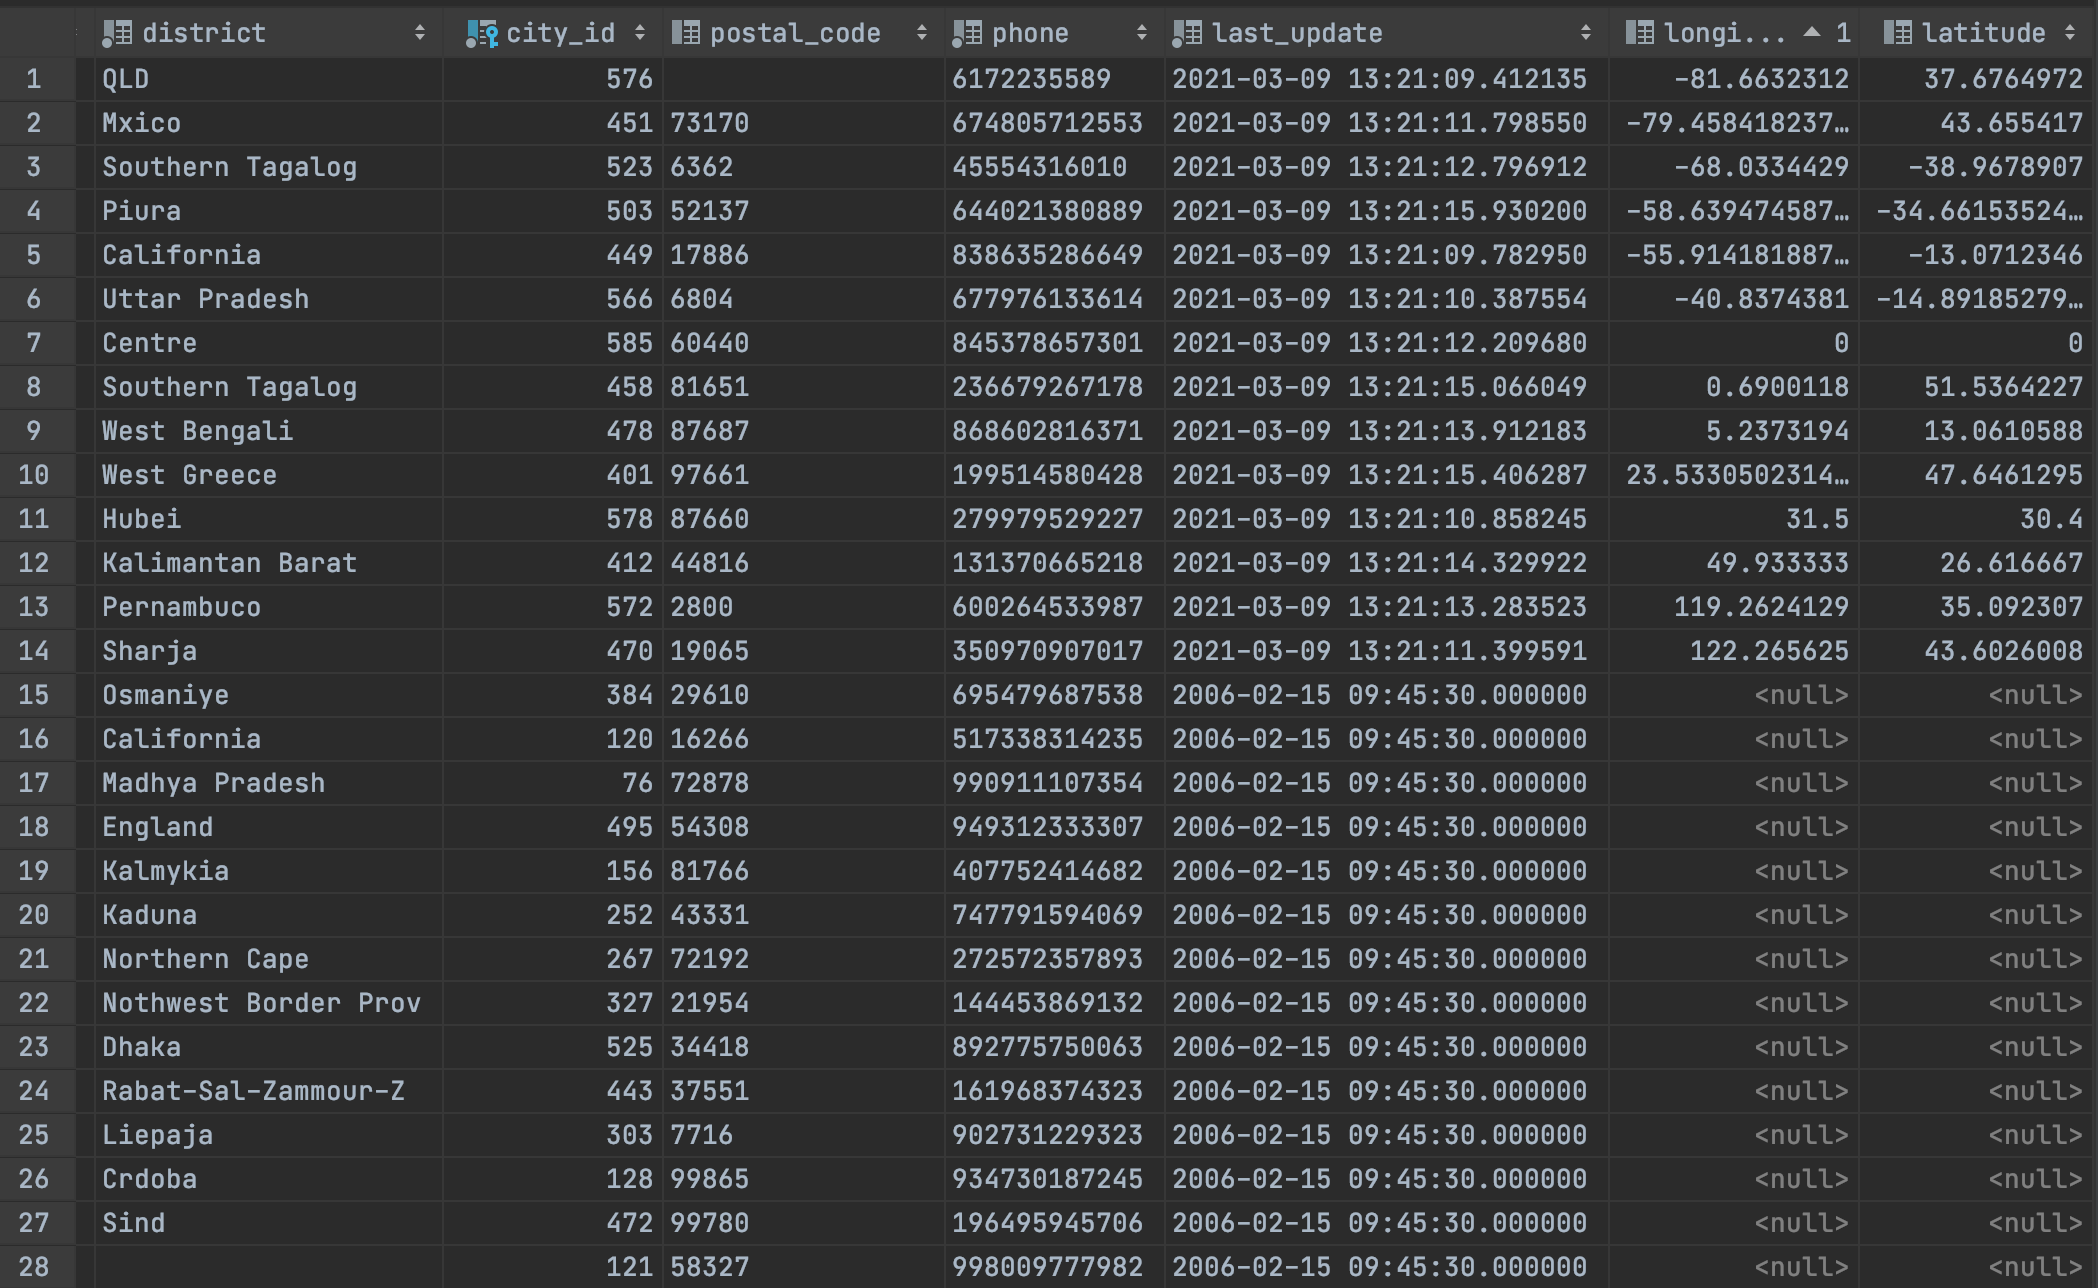 district city_id postal_code phone last_update longi... 1 latitude
1 QLD 576 6172235589 2021-03-09 13:21:09.412135 -81.6632312 37.6764972
2 Mxico 451 73170 674805712553 2021-03-09 13:21:11.798550 -79.458418237… 43.655417
3 Southern Tagalog 523 6362 45554316010 2021-03-09 13:21:12.796912 -68.0334429 -38.9678907
4 Piura 503 52137 644021380889 2021-03-09 13:21:15.930200 -58.639474587… -34.66153524…
5 California 449 17886 838635286649 2021-03-09 13:21:09.782950 -55.914181887… -13.0712346
6 Uttar Pradesh 566 6804 677976133614 2021-03-09 13:21:10.387554 -40.8374381 -14.89185279…
7 Centre 585 60440 845378657301 2021-03-09 13:21:12.209680 0 0
8 Southern Tagalog 458 81651 236679267178 2021-03-09 13:21:15.066049 0.6900118 51.5364227
9 West Bengali 478 87687 868602816371 2021-03-09 13:21:13.912183 5.2373194 13.0610588
10 West Greece 401 97661 199514580428 2021-03-09 13:21:15.406287 23.5330502314… 47.6461295
11 Hubei 578 87660 279979529227 2021-03-09 13:21:10.858245 31.5 30.4
12 Kalimantan Barat 412 44816 131370665218 2021-03-09 13:21:14.329922 49.933333 26.616667
13 Pernambuco 572 2800 600264533987 2021-03-09 13:21:13.283523 119.2624129 35.092307
14 Sharja 470 19065 350970907017 2021-03-09 13:21:11.399591 122.265625 43.6026008
15 Osmaniye 384 29610 695479687538 2006-02-15 09:45:30.000000 <null> <null>
16 California 120 16266 517338314235 2006-02-15 09:45:30.000000 <null> <null>
17 Madhya Pradesh 76 72878 990911107354 2006-02-15 09:45:30.000000 <null> <null>
18 England 495 54308 949312333307 2006-02-15 09:45:30.000000 <null> <null>
19 Kalmykia 156 81766 407752414682 2006-02-15 09:45:30.000000 <null> <null>
20 Kaduna 252 43331 747791594069 2006-02-15 09:45:30.000000 <null> <null>
21 Northern Cape 267 72192 272572357893 2006-02-15 09:45:30.000000 <null> <null>
22 Nothwest Border Prov 327 21954 144453869132 2006-02-15 09:45:30.000000 <null> <null>
23 Dhaka 525 34418 892775750063 2006-02-15 09:45:30.000000 <null> <null>
24 Rabat-Sal-Zammour-Z 443 37551 161968374323 2006-02-15 09:45:30.000000 <null> <null>
25 Liepaja 303 7716 902731229323 2006-02-15 09:45:30.000000 <null> <null>
26 Crdoba 128 99865 934730187245 2006-02-15 09:45:30.000000 <null> <null>
27 Sind 472 99780 196495945706 2006-02-15 09:45:30.000000 <null> <null>
28 121 58327 998009777982 2006-02-15 09:45:30.000000 <null> <null>